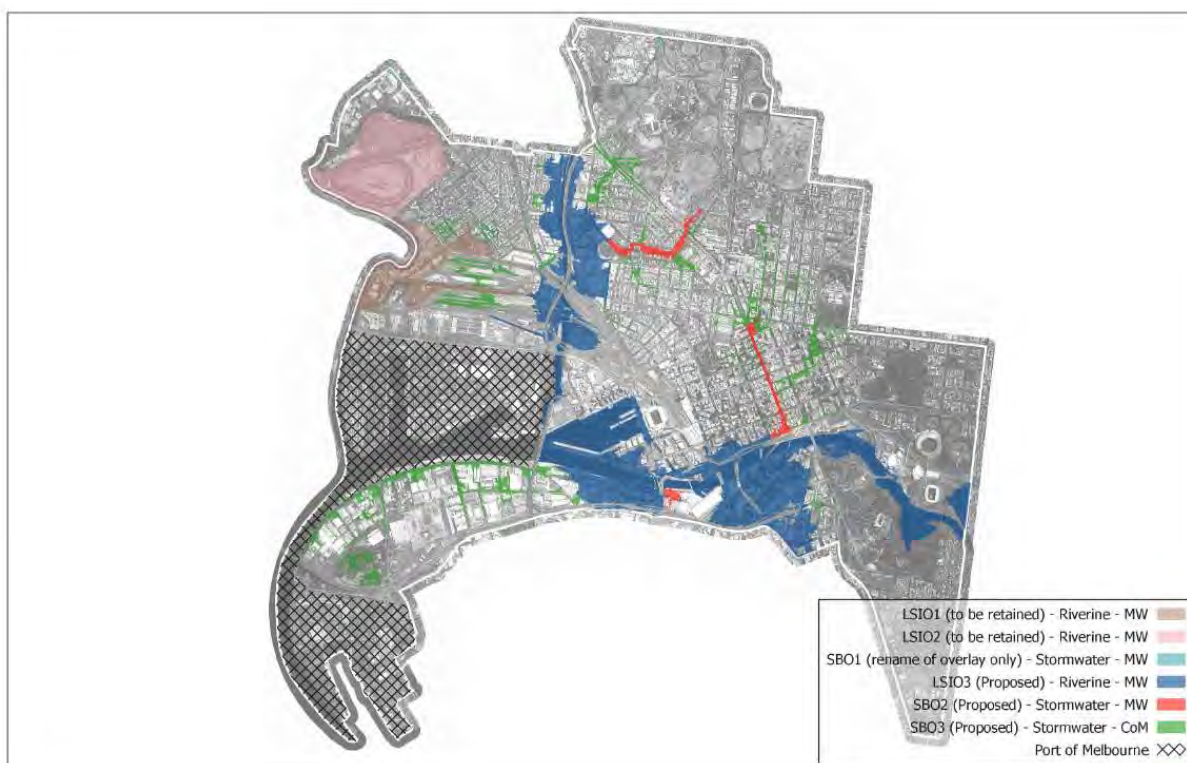 LSIO1 (to be retained) - Riverine - MW
LSIO2 (to be retained) - Riverine - MW
SBO1 (rename of overlay only) - Stormwater - MW
LSIO3 (Proposed) - Riverine - MW
SBO2 (Proposed) - Stormwater - MW
SBO3 (Proposed) - Stormwater - CoM
Port of Melbourne